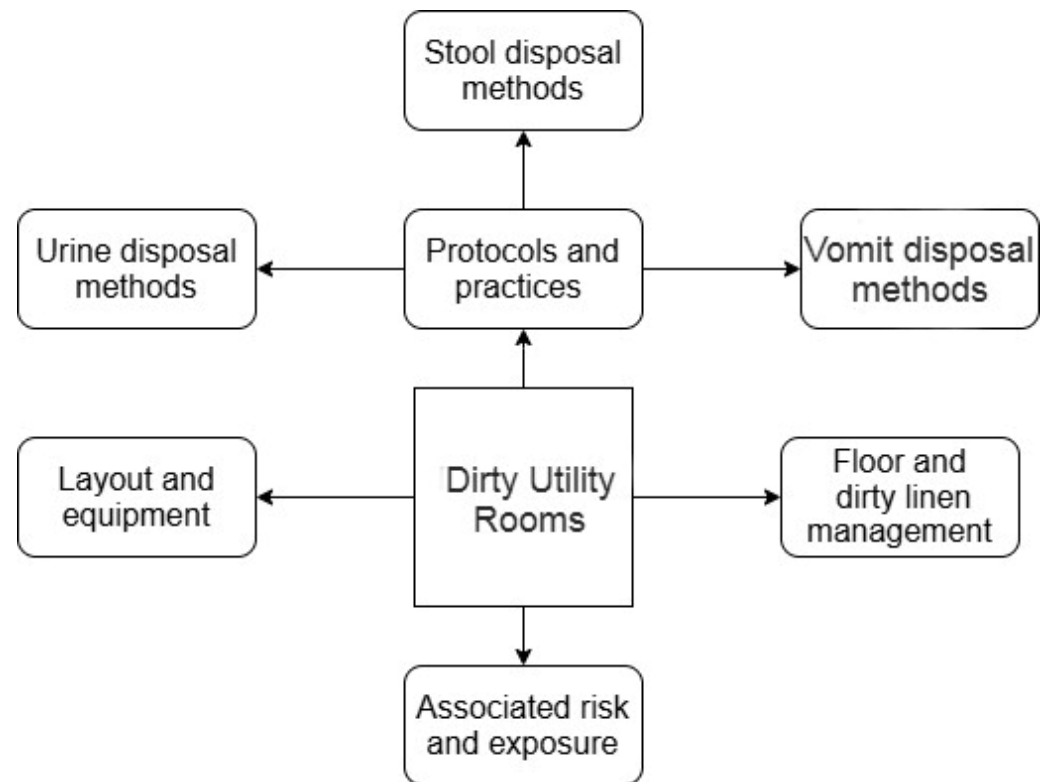 Stool disposal
methods
Urine disposal
methods
Protocols and
practices
Vomit disposal
methods
Layout and
equipment
Dirty Utility
Rooms
Floor and
dirty linen
management
Associated risk
and exposure